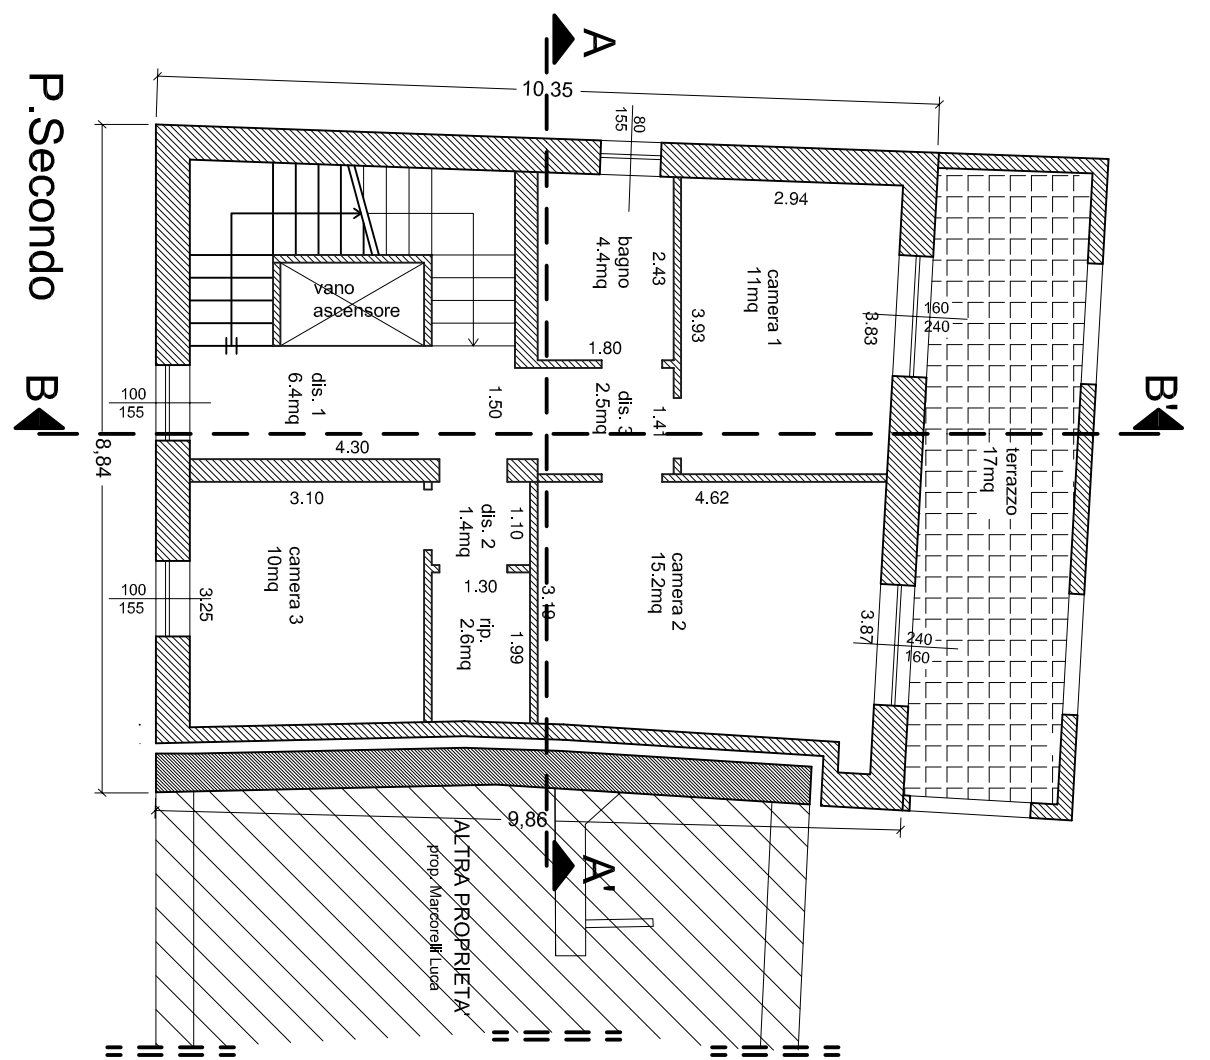 P.Secondo
A
10,35
80
155
2.94
bagno
4.4mq
2.43
camera 1
11mq
3.93
3.83
160
240
vano
ascensore
1.80
B
B'
100
155
dis. 1
6.4mq
1.50
dis. 3
2.5mq
1.41
4.30
8,84
terrazzo
17mq
3.10
4.62
dis. 2
1.4mq
1.10
camera 3
10mq
3.25
100
155
1.30
3.19
camera 2
15.2mq
3.87
240
160
rip.
2.6mq
1.99
9,86
A'
ALTRA PROPRIETA'
prop. Marcorelli Luca